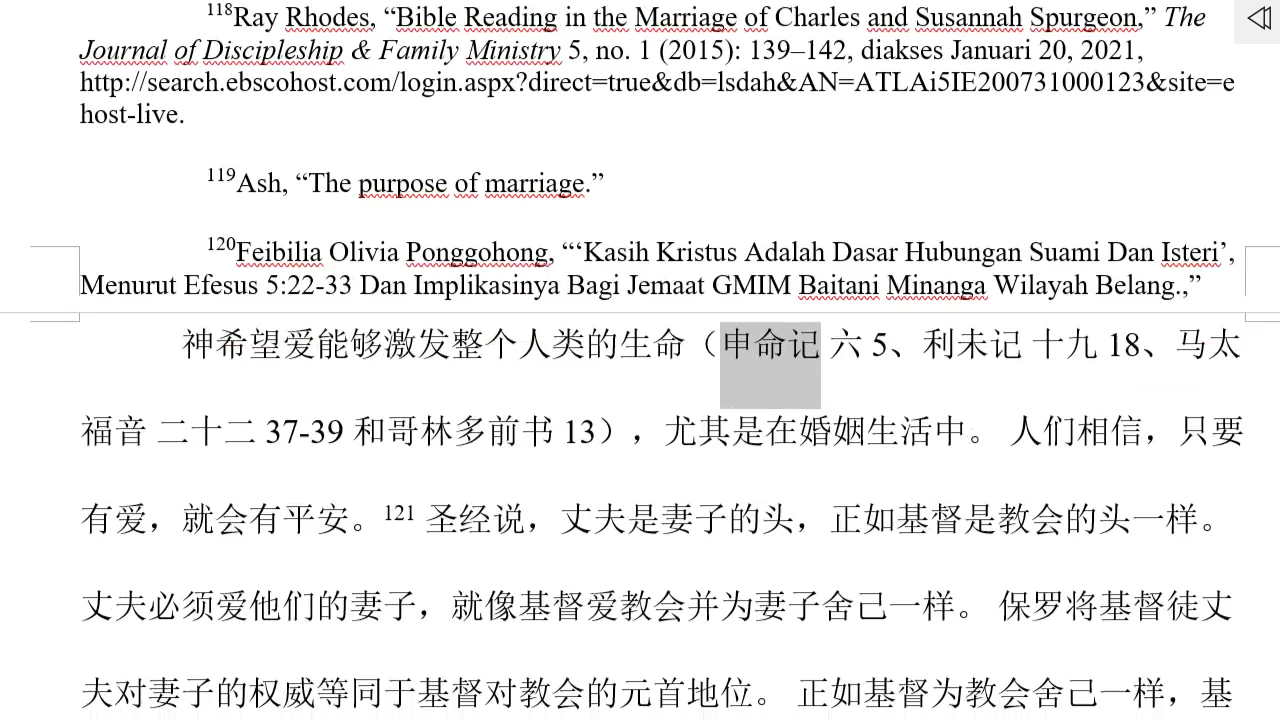 118Ray Rhodes, “Bible Reading in the Marriage of Charles and Susannah Spurgeon,” The
Journal of Discipleship & Family Ministry 5, no. 1 (2015): 139–142, diakses Januari 20, 2021,
http://search.ebscohost.com/login.aspx?direct=true&db=lsdah&AN=ATLAi5IE200731000123&site=e
host-live.
119Ash, “The purpose of marriage.”
120Feibilia Olivia Ponggohong, “‘Kasih Kristus Adalah Dasar Hubungan Suami Dan Isteri’,
Menurut Efesus 5:22-33 Dan Implikasinya Bagi Jemaat GMIM Baitani Minanga Wilayah Belang.,”
神希望爱能够激发整个人类的生命（申命记 六 5、利未记 十九 18、马太
福音 二十二 37-39 和哥林多前书 13），尤其是在婚姻生活中。 人们相信，只要
有爱，就会有平安。121 圣经说，丈夫是妻子的头，正如基督是教会的头一样。
丈夫必须爱他们的妻子，就像基督爱教会并为妻子舍己一样。 保罗将基督徒丈
夫对妻子的权威等同于基督对教会的元首地位。 正如基督为教会舍己一样，基